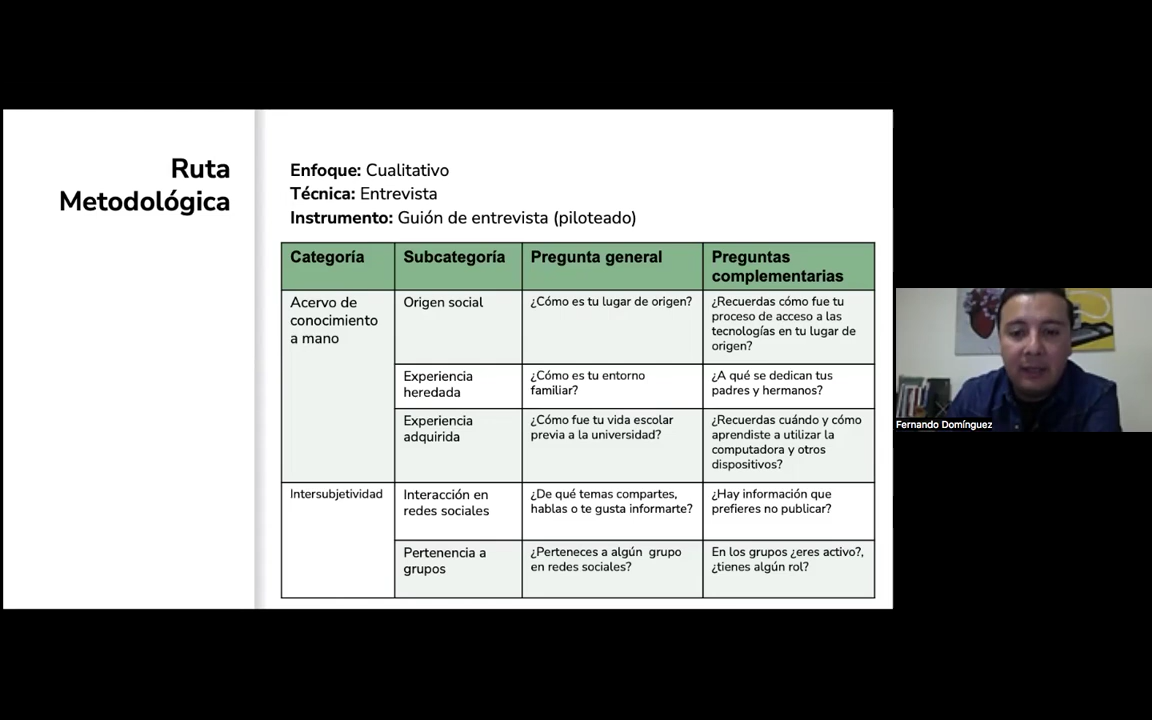 Ruta
Metodológica
Enfoque: Cualitativo
Técnica: Entrevista
Instrumento: Guión de entrevista (piloteado)
Categoría
Subcategoría
Pregunta general
Preguntas
complementarias
Acervo de
conocimiento
a mano
Origen social
¿Cómo es tu lugar de origen?
¿Recuerdas cómo fue tu
proceso de acceso a las
tecnologías en tu lugar de
origen?
Experiencia
heredada
¿Cómo es tu entorno
familiar?
¿A qué se dedican tus
padres y hermanos?
Experiencia
adquirida
¿Cómo fue tu vida escolar
previa a la universidad?
¿Recuerdas cuándo y cómo
aprendiste a utilizar la
computadora y otros
dispositivos?
Intersubjetividad
Interacción en
redes sociales
¿De qué temas compartes,
hablas o te gusta informarte?
¿Hay información que
prefieres no publicar?
Pertenencia a
grupos
¿Perteneces a algún grupo
en redes sociales?
En los grupos ¿eres activo?,
¿tienes algún rol?
Fernando Domínguez